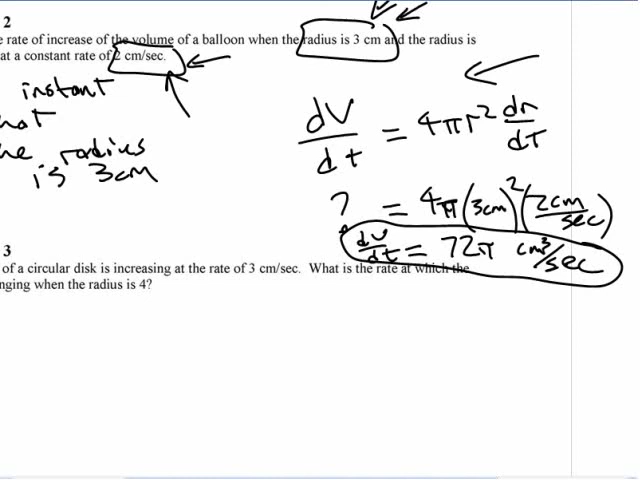 2
e rate of increase of the volume of a balloon when the radius is 3 cm and the radius is
at a constant rate of 2 cm/sec.
instant
is 3cm
radius
dV/dt = 4πr² dr/dt
? = 4π(3cm)²(2cm/sec)
dV/dt = 72π cm³/sec
3
of a circular disk is increasing at the rate of 3 cm/sec. What is the rate at which the
nging when the radius is 4?